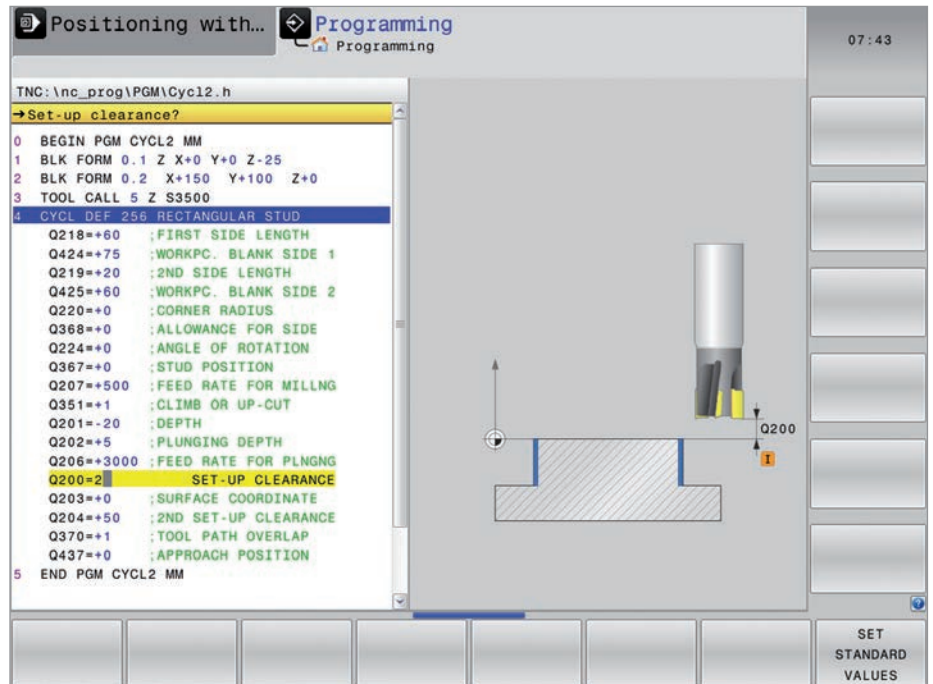 Positioning with...
Programming
Programming
07:43
TNC:\nc_prog\PGM\Cycl2.h
→Set-up clearance?
0 BEGIN PGM CYCL2 MM
1 BLK FORM 0.1 Z X+0 Y+0 Z-25
2 BLK FORM 0.2 X+150 Y+100 Z+0
3 TOOL CALL 5 Z S3500
4 CYCL DEF 256 RECTANGULAR STUD
Q218=+60 ;FIRST SIDE LENGTH
Q424=+75 ;WORKPC. BLANK SIDE 1
Q219=+20 ;2ND SIDE LENGTH
Q425=+60 ;WORKPC. BLANK SIDE 2
Q220=+0 ;CORNER RADIUS
Q368=+0 ;ALLOWANCE FOR SIDE
Q224=+0 ;ANGLE OF ROTATION
Q367=+0 ;STUD POSITION
Q207=+500 ;FEED RATE FOR MILLNG
Q351=+1 ;CLIMB OR UP-CUT
Q201=-20 ;DEPTH
Q202=+5 ;PLUNGING DEPTH
Q206=+3000 ;FEED RATE FOR PLNGNG
Q200=2 SET-UP CLEARANCE
Q203=+0 ;SURFACE COORDINATE
Q204=+50 ;2ND SET-UP CLEARANCE
Q370=+1 ;TOOL PATH OVERLAP
Q437=+0 ;APPROACH POSITION
5 END PGM CYCL2 MM
Q200
I
?
SET
STANDARD
VALUES